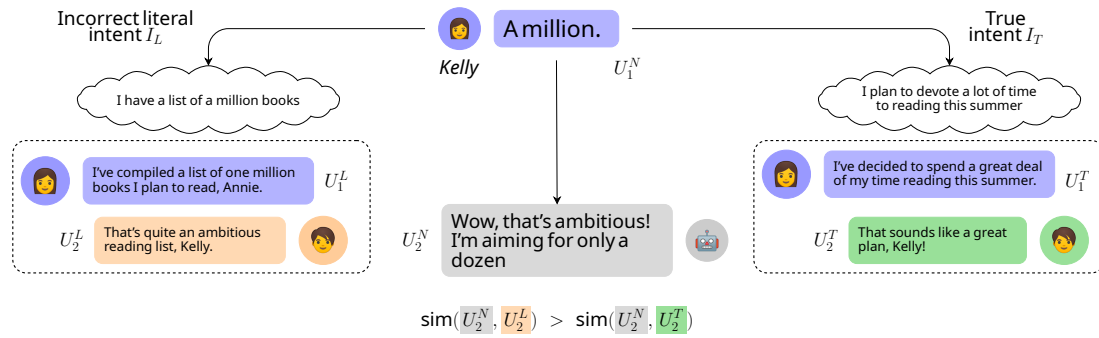 Incorrect literal
intent I_L
A million.
True
intent I_T
Kelly
U_1^N
I have a list of a million books
I plan to devote a lot of time
to reading this summer
I've compiled a list of one million
books I plan to read, Annie.
U_1^L
I've decided to spend a great deal
of my time reading this summer.
U_1^T
U_2^L
That's quite an ambitious
reading list, Kelly.
U_2^N
Wow, that's ambitious!
I'm aiming for only a
dozen
U_2^T
That sounds like a great
plan, Kelly!
sim(U_2^N, U_2^L) > sim(U_2^N, U_2^T)